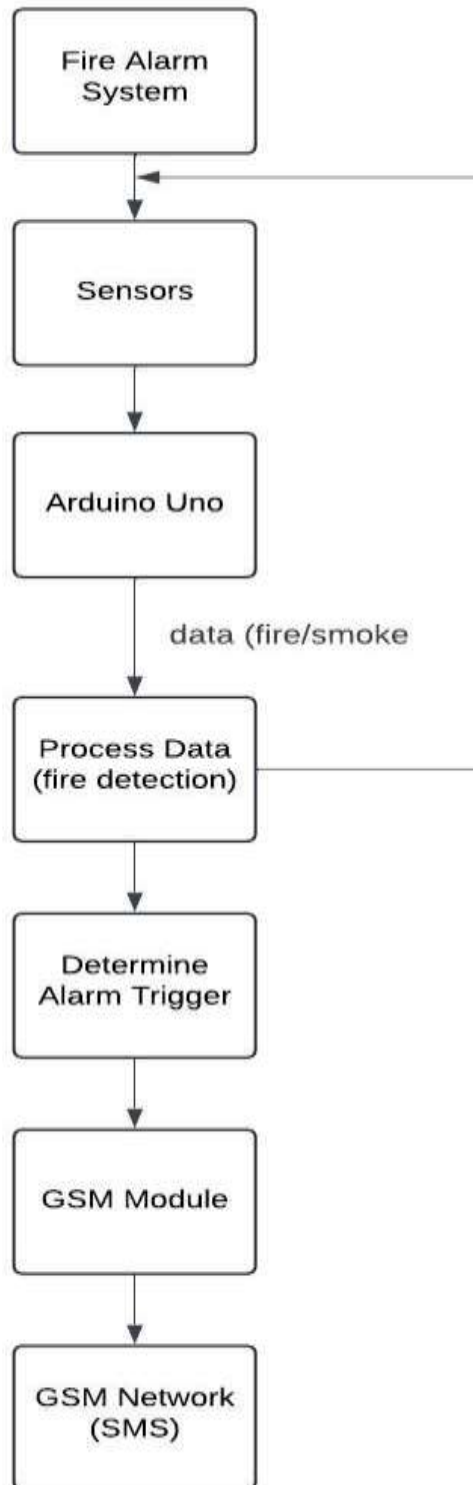 Fire Alarm
System
Sensors
Arduino Uno
data (fire/smoke
Process Data
(fire detection)
Determine
Alarm Trigger
GSM Module
GSM Network
(SMS)